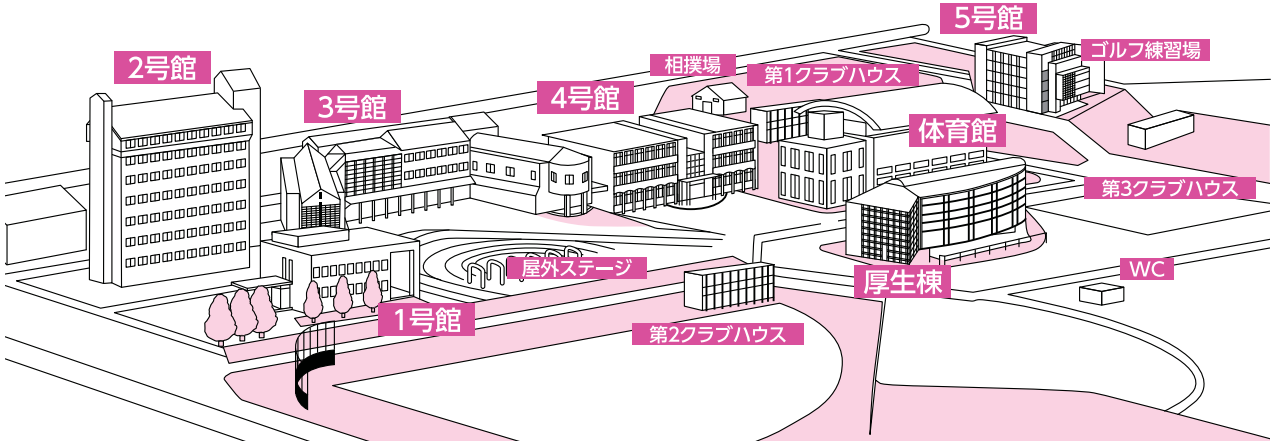 5号館
ゴルフ練習場
2号館
相撲場
第1クラブハウス
3号館
4号館
体育館
第3クラブハウス
屋外ステージ
WC
厚生棟
1号館
第2クラブハウス